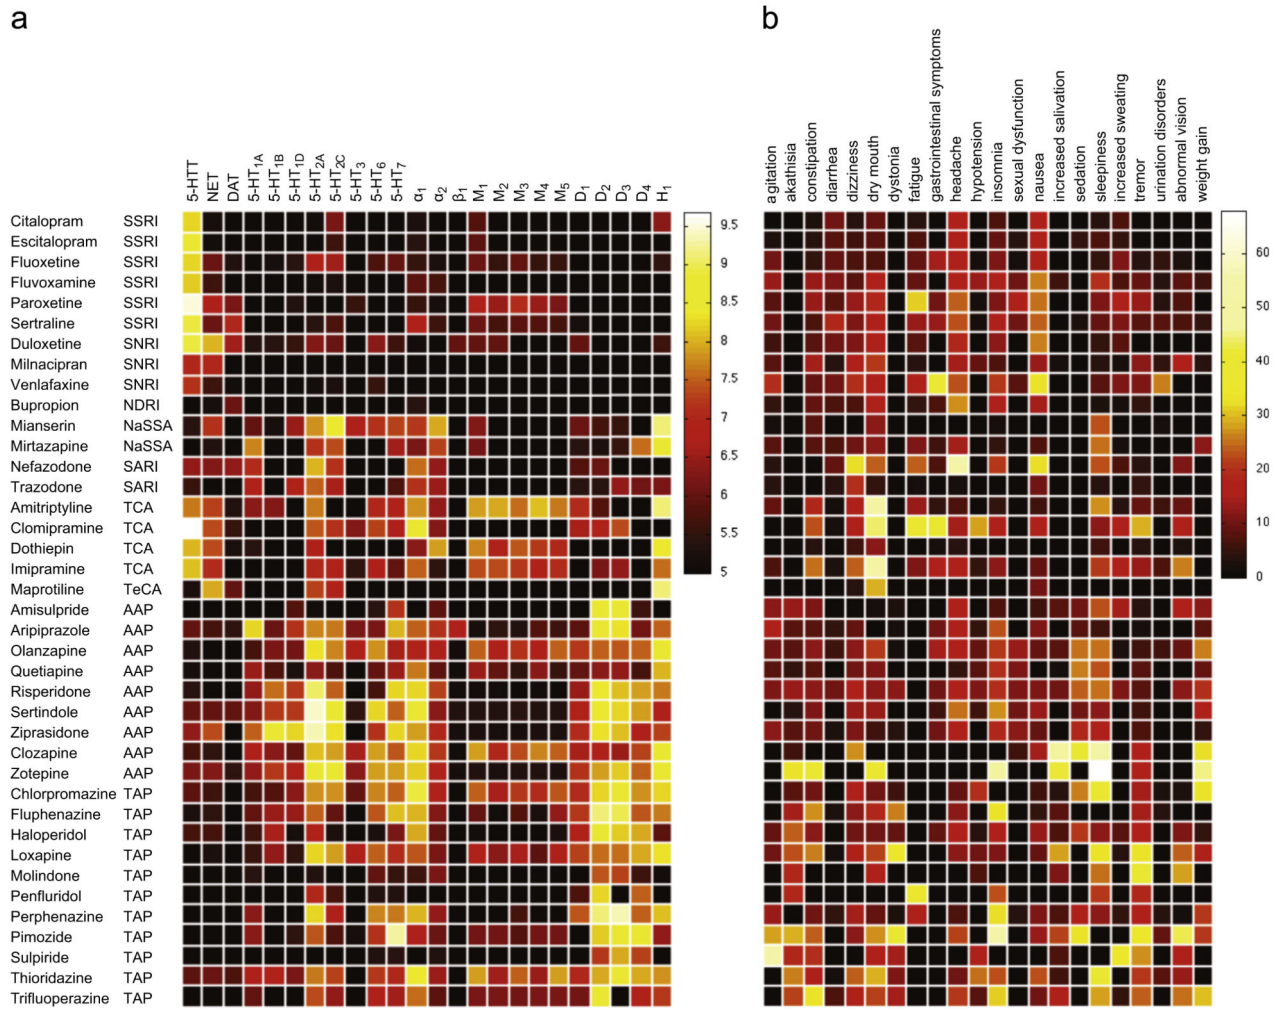 a
b
5-HTT
NET
DAT
5-HT1A
5-HT1B
5-HT1D
5-HT2A
5-HT2C
5-HT3
5-HT6
5-HT7
α1
α2
β1
M1
M2
M3
M4
M5
D1
D2
D3
D4
H1
agitation
akathisia
constipation
diarrhea
dizziness
dry mouth
dystonia
fatigue
gastrointestinal symptoms
headache
hypotension
insomnia
sexual dysfunction
nausea
increased salivation
sedation
sleepiness
increased sweating
tremor
urination disorders
abnormal vision
weight gain
Citalopram SSRI
Escitalopram SSRI
Fluoxetine SSRI
Fluvoxamine SSRI
Paroxetine SSRI
Sertraline SSRI
Duloxetine SNRI
Milnacipran SNRI
Venlafaxine SNRI
Bupropion NDRI
Mianserin NaSSA
Mirtazapine NaSSA
Nefazodone SARI
Trazodone SARI
Amitriptyline TCA
Clomipramine TCA
Dothiepin TCA
Imipramine TCA
Maprotiline TeCA
Amisulpride AAP
Aripiprazole AAP
Olanzapine AAP
Quetiapine AAP
Risperidone AAP
Sertindole AAP
Ziprasidone AAP
Clozapine AAP
Zotepine AAP
Chlorpromazine TAP
Fluphenazine TAP
Haloperidol TAP
Loxapine TAP
Molindone TAP
Penfluridol TAP
Perphenazine TAP
Pimozide TAP
Sulpiride TAP
Thioridazine TAP
Trifluoperazine TAP
9.5
9
8.5
8
7.5
7
6.5
6
5.5
5
60
50
40
30
20
10
0